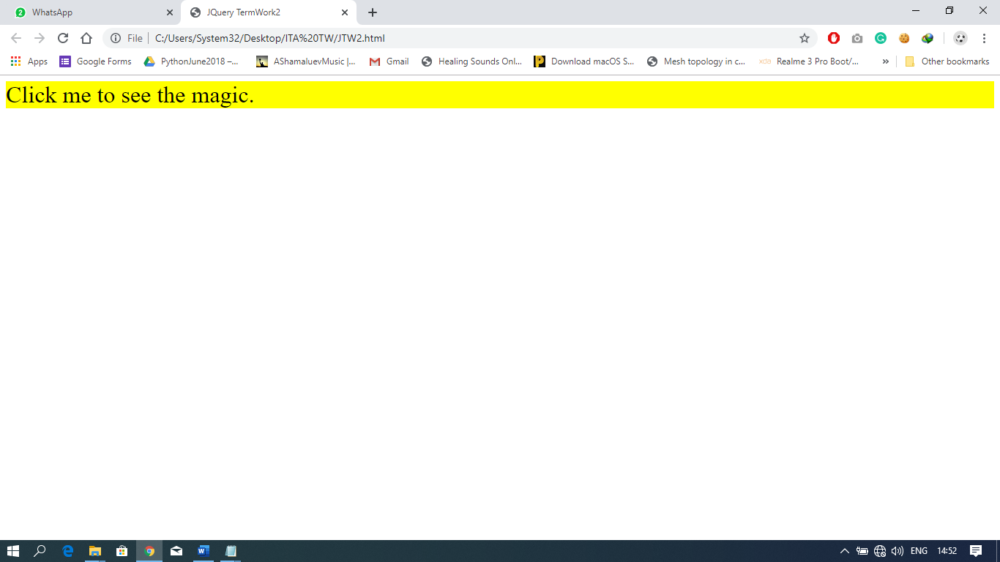 2 WhatsApp JQuery TermWork2
File C:/Users/System32/Desktop/ITA%20TW/JTW2.html
Apps Google Forms PythonJune2018 –... AShamaluevMusic |... Gmail Healing Sounds Onl... Download macOS S... Mesh topology in c... xda Realme 3 Pro Boot/... » Other bookmarks
Click me to see the magic.
ENG 14:52